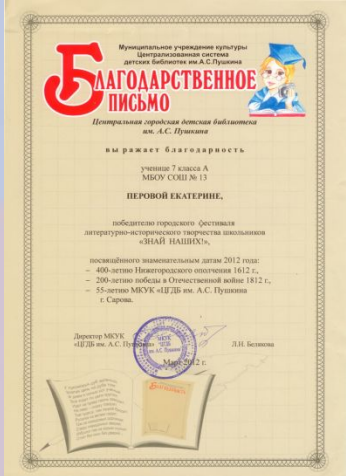 Муниципальное учреждение культуры
Централизованная система
детских библиотек им.А.С.Пушкина
БЛАГОДАРСТВЕННОЕ
ПИСЬМО
Центральная городская детская библиотека
им. А.С. Пушкина
выражает благодарность
ученице 7 класса А
МБОУ СОШ № 13
ПЕРОВОЙ ЕКАТЕРИНЕ,
победителю городского фестиваля
литературно-исторического творчества школьников
«ЗНАЙ НАШИХ!»,
посвящённого знаменательным датам 2012 года:
– 400-летию Нижегородского ополчения 1612 г.,
– 200-летию победы в Отечественной войне 1812 г.,
– 55-летию МКУК «ЦГДБ им. А.С. Пушкина
г. Сарова.
Директор МКУК
«ЦГДБ им. А.С. Пушкина» Л.Н. Белякова
Март 2012 г.